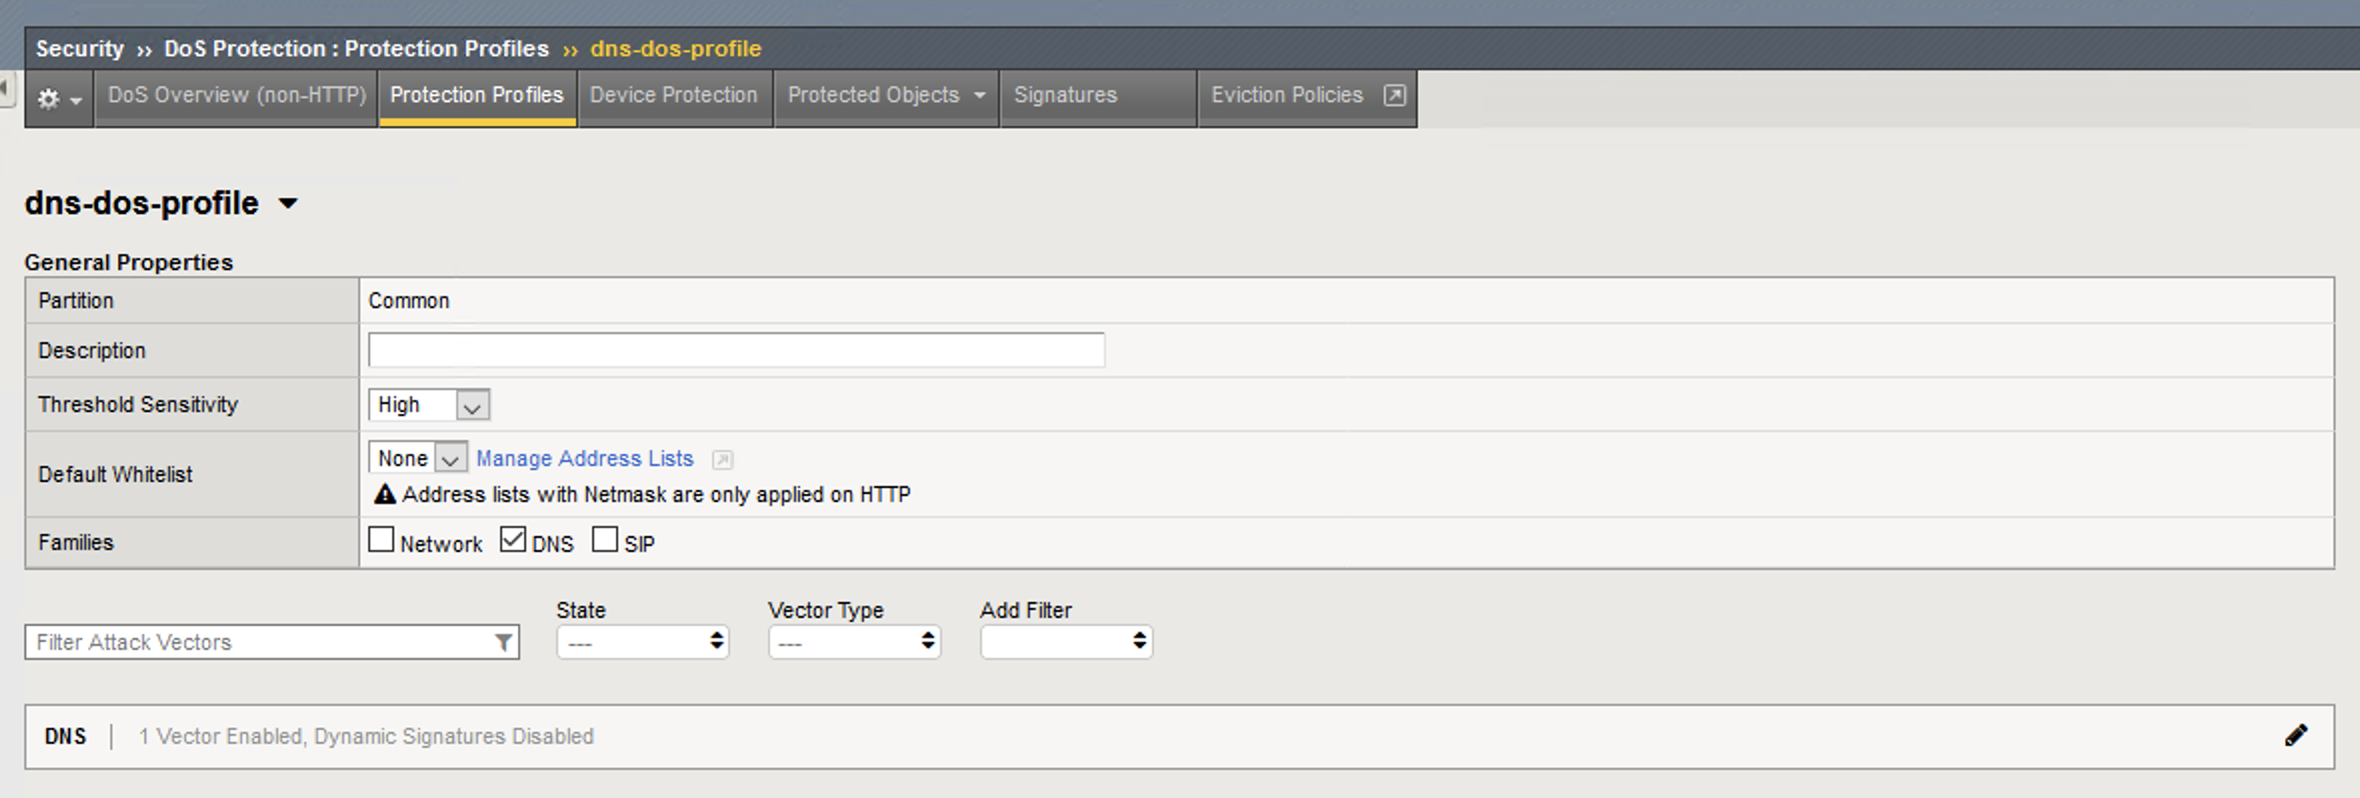 Security ›› DoS Protection : Protection Profiles ›› dns-dos-profile
DoS Overview (non-HTTP) Protection Profiles Device Protection Protected Objects Signatures Eviction Policies
dns-dos-profile
General Properties
Partition Common
Description
Threshold Sensitivity High
Default Whitelist None Manage Address Lists
Address lists with Netmask are only applied on HTTP
Families Network DNS SIP
State Vector Type Add Filter
Filter Attack Vectors --- ---
DNS | 1 Vector Enabled, Dynamic Signatures Disabled